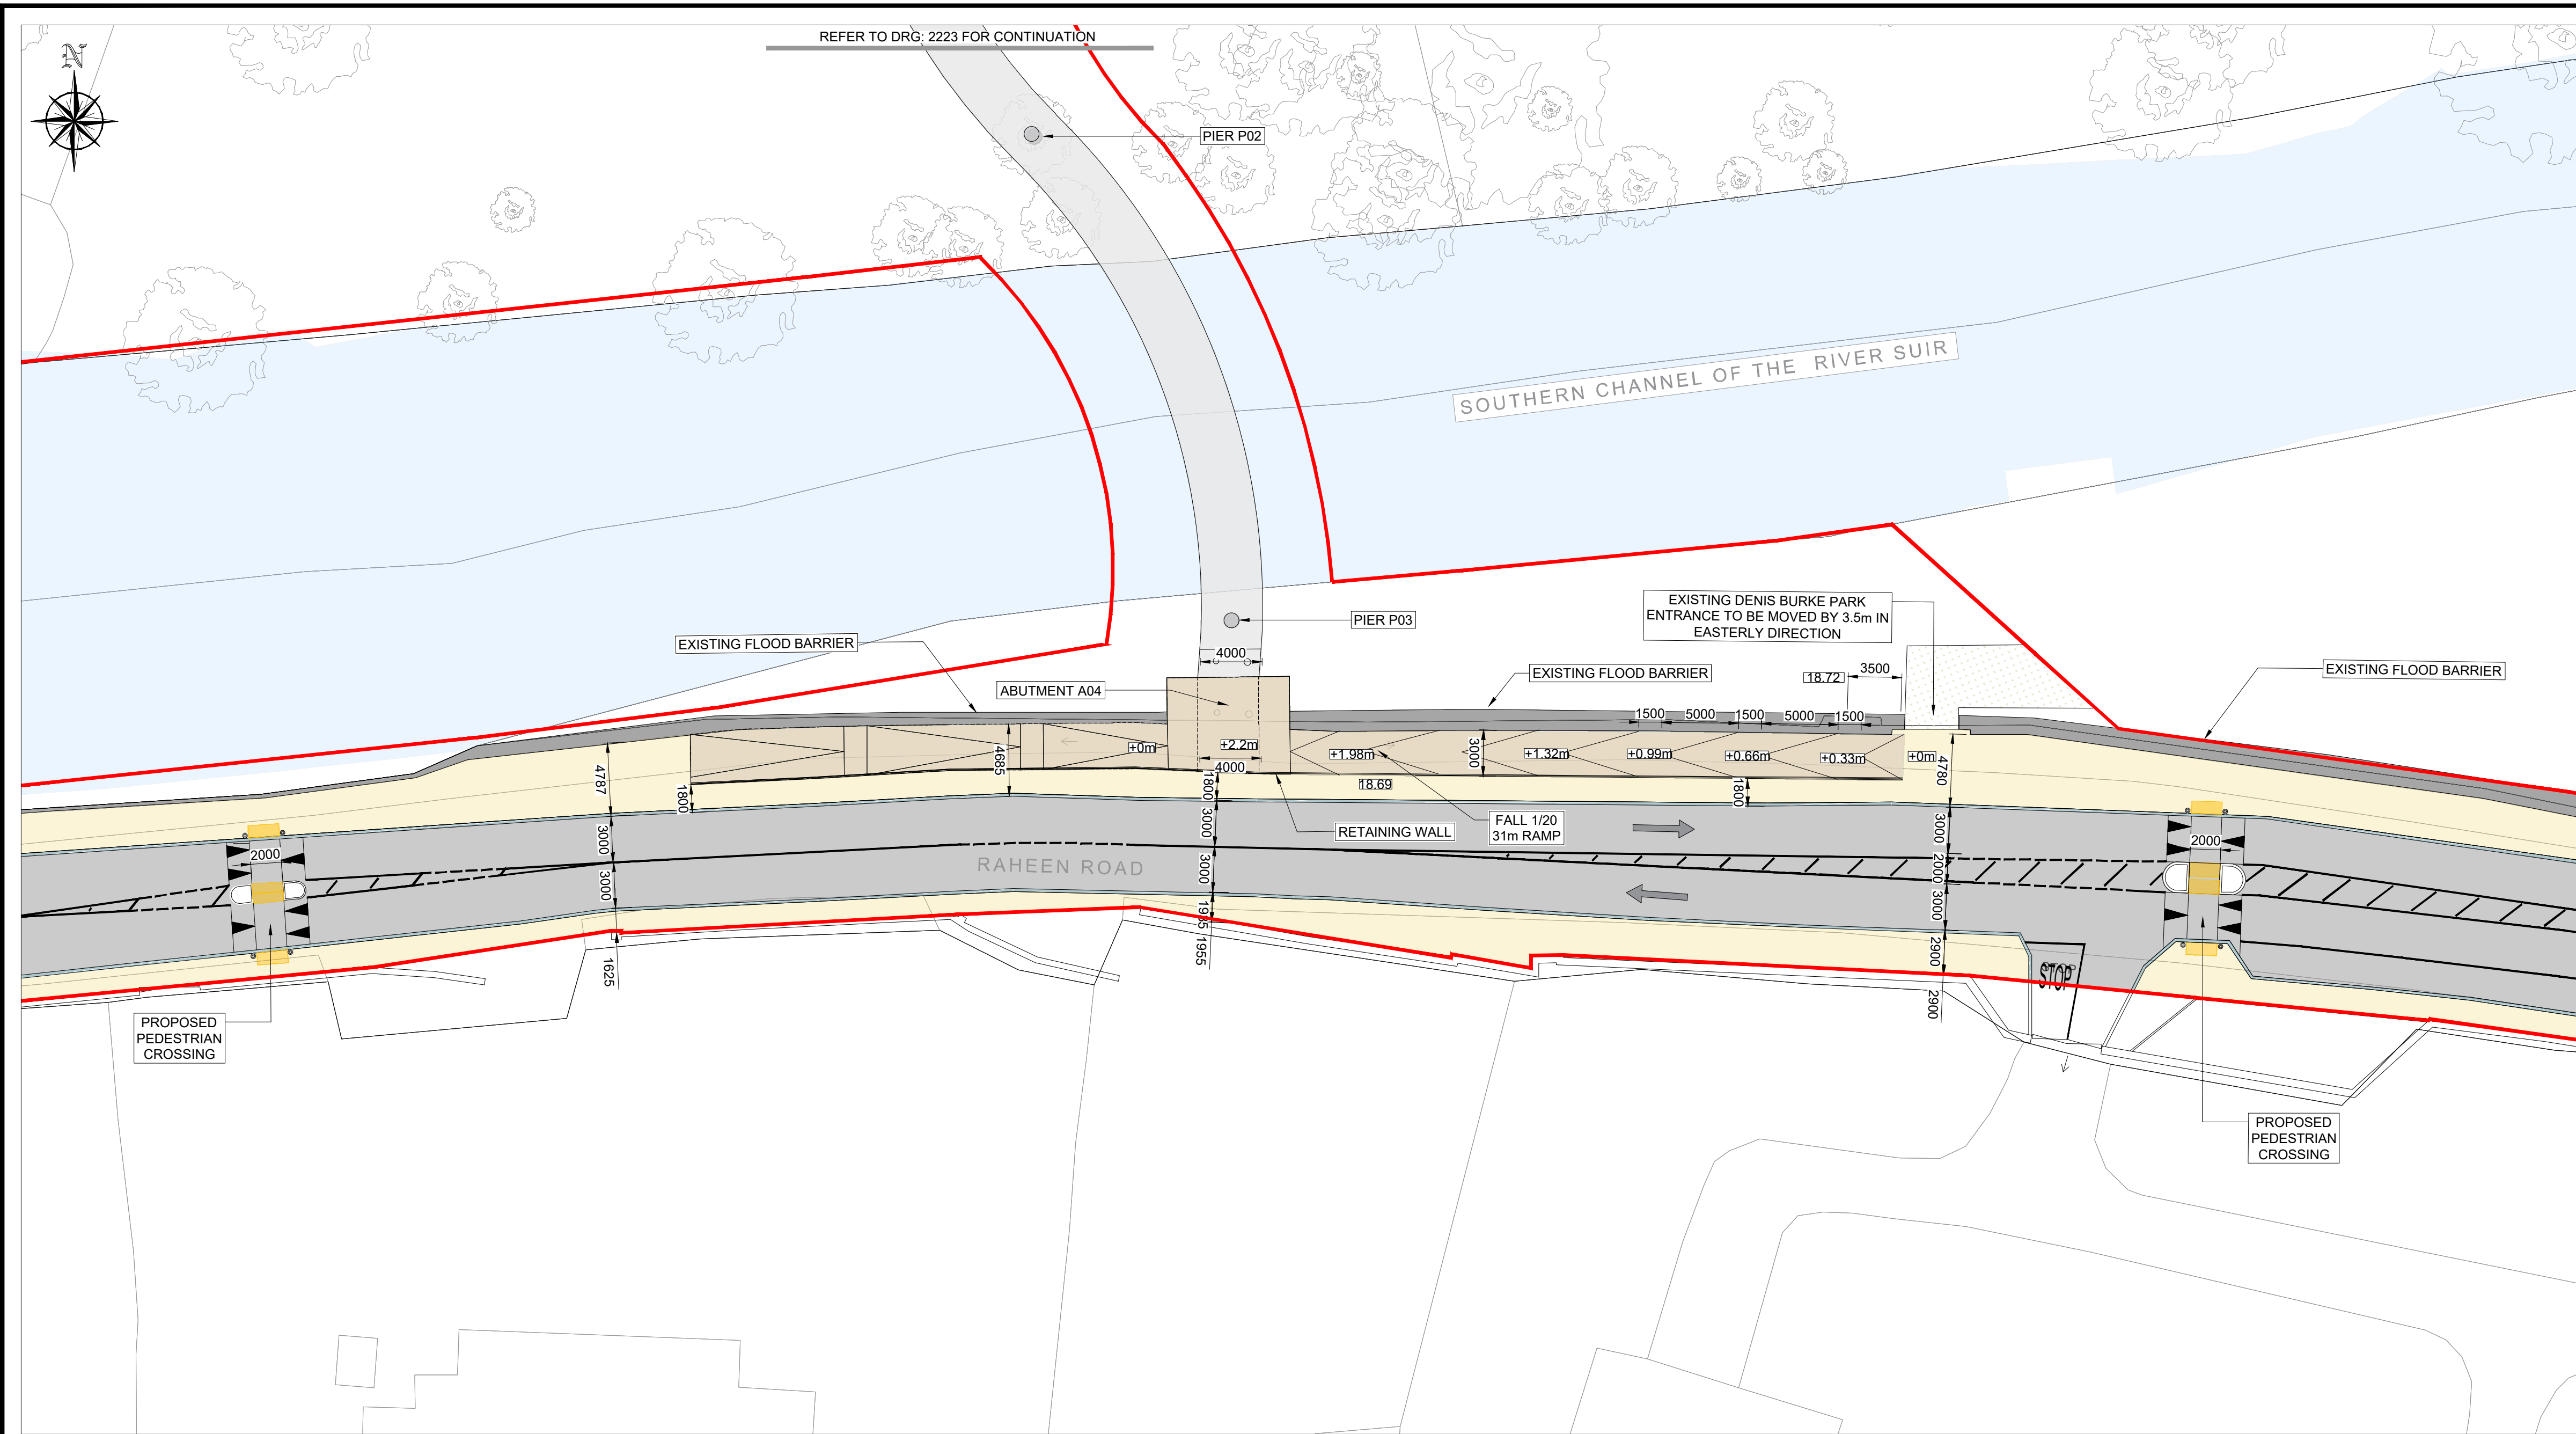 REFER TO DRG: 2223 FOR CONTINUATION
N
PIER P02
SOUTHERN CHANNEL OF THE RIVER SUIR
EXISTING DENIS BURKE PARK
ENTRANCE TO BE MOVED BY 3.5m IN
EASTERLY DIRECTION
PIER P03
EXISTING FLOOD BARRIER
4000
EXISTING FLOOD BARRIER
18.72
3500
EXISTING FLOOD BARRIER
ABUTMENT A04
1500
5000
1500
5000
1500
4787
4685
+0m
+2.2m
+1.98m
3000
+1.32m
+0.99m
+0.66m
+0.33m
+0m
4780
4000
1800
1800
18.69
1800
RETAINING WALL
FALL 1/20
31m RAMP
2000
3000
3000
3000
2000
RAHEEN ROAD
3000
3000
2000
3000
1985
1955
1625
2900
2900
STOP
PROPOSED
PEDESTRIAN
CROSSING
PROPOSED
PEDESTRIAN
CROSSING